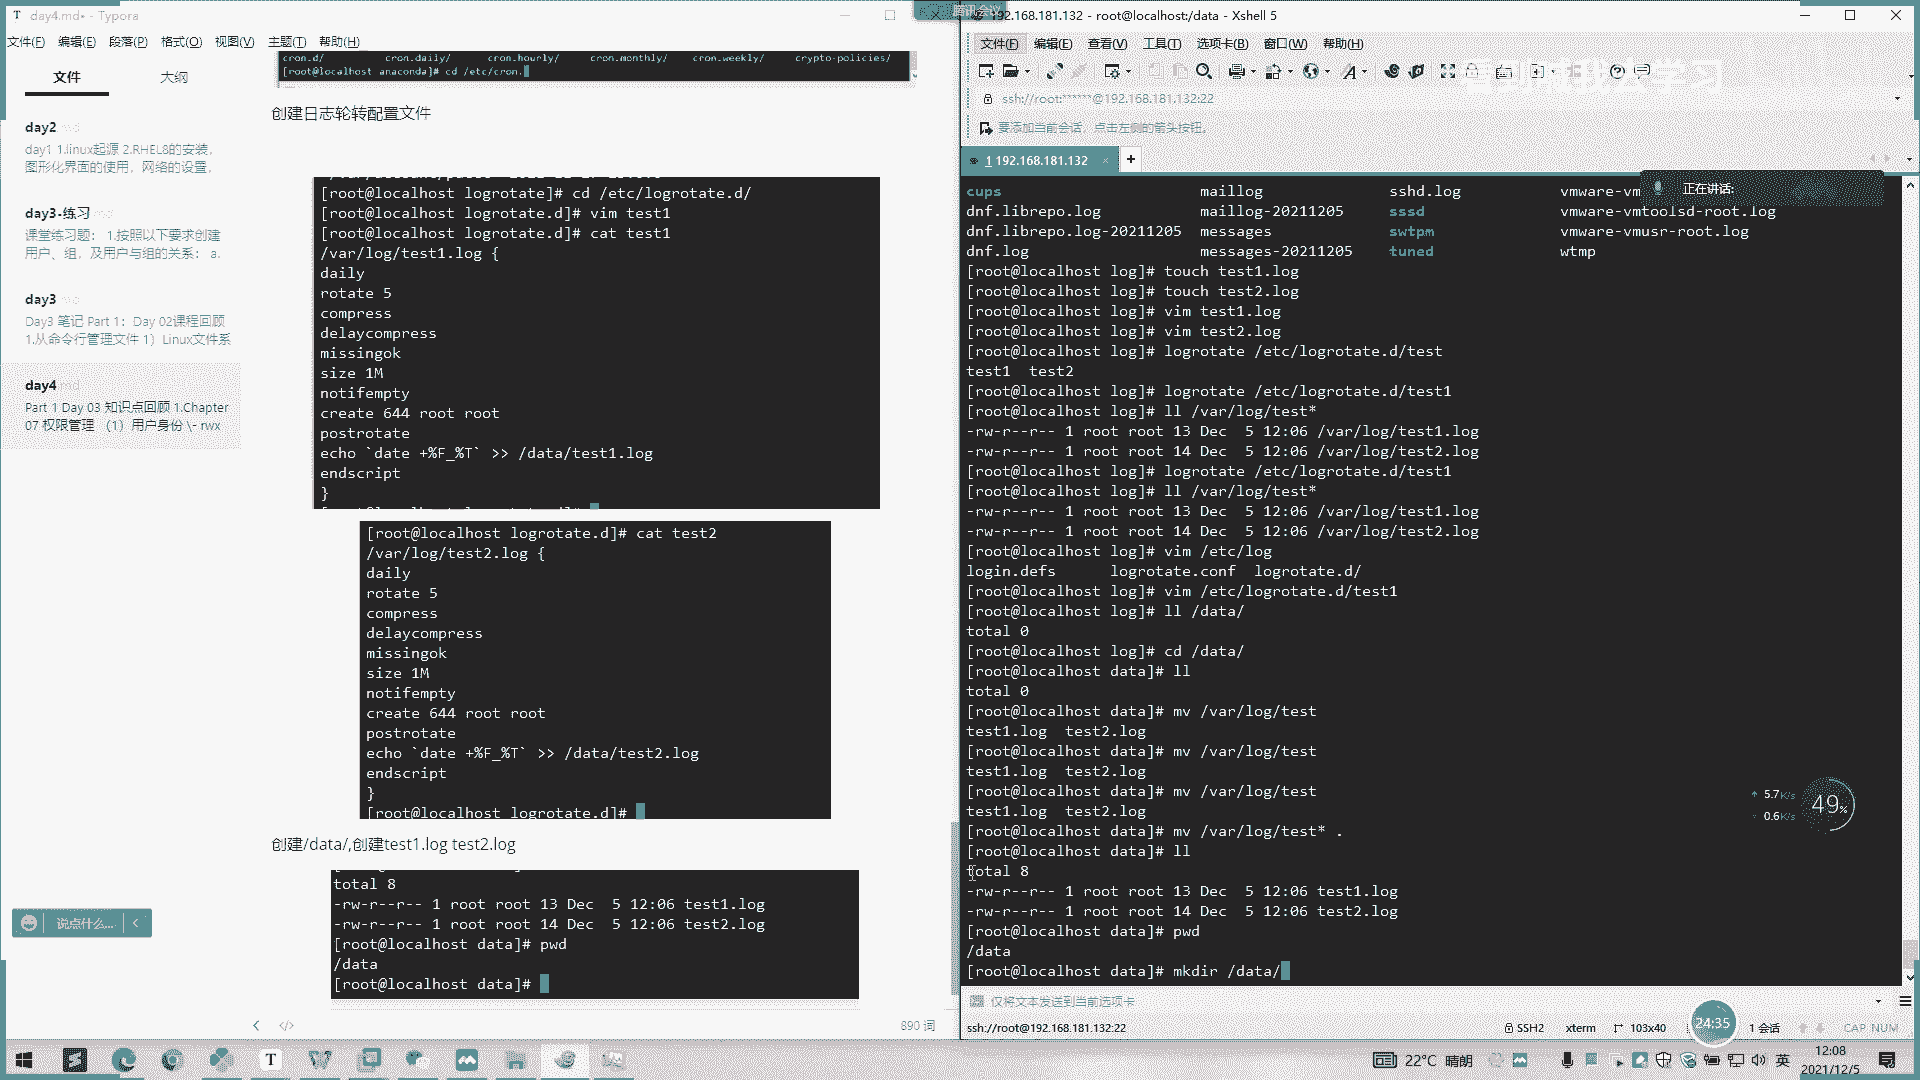 day4.md• - Typora
文件(F) 编辑(E) 段落(P) 格式(O) 视图(V) 主题(T) 帮助(H)
文件 大纲
day2.md
day1 1.linux起源 2.RHEL8的安装,
图形化界面的使用, 网络的设置,
day3-练习.md
课堂练习题: 1.按照以下要求创建
用户、组, 及用户与组的关系: a.
day3.md
Day3 笔记 Part 1: Day 02课程回顾
1.从命令行管理文件 1) Linux文件系
day4.md
Part 1 Day 03 知识点回顾 1.Chapter
07 权限管理 (1) 用户身份 \- rwx
说点什么...
cron.d/ cron.daily/ cron.hourly/ cron.monthly/ cron.weekly/ crypto-policies/
[root@localhost anaconda]# cd /etc/cron.
创建日志轮转配置文件
[root@localhost logrotate]# cd /etc/logrotate.d/
[root@localhost logrotate.d]# vim test1
[root@localhost logrotate.d]# cat test1
/var/log/test1.log {
daily
rotate 5
compress
delaycompress
missingok
size 1M
notifempty
create 644 root root
postrotate
echo `date +%F_%T` >> /data/test1.log
endscript
}
[root@localhost logrotate.d]# cat test2
/var/log/test2.log {
daily
rotate 5
compress
delaycompress
missingok
size 1M
notifempty
create 644 root root
postrotate
echo `date +%F_%T` >> /data/test2.log
endscript
}
[root@localhost logrotate.d]#
创建/data/,创建test1.log test2.log
total 8
-rw-r--r-- 1 root root 13 Dec  5 12:06 test1.log
-rw-r--r-- 1 root root 14 Dec  5 12:06 test2.log
[root@localhost data]# pwd
/data
[root@localhost data]#
890 词
腾讯会议
192.168.181.132 - root@localhost:/data - Xshell 5
文件(F) 编辑(E) 查看(V) 工具(T) 选项卡(B) 窗口(W) 帮助(H)
看到减我去学习
ssh://root:******@192.168.181.132:22
要添加当前会话, 点击左侧的箭头按钮。
1 192.168.181.132
正在讲话:
cups maillog sshd.log vmware-vm
dnf.librepo.log maillog-20211205 sssd vmware-vmtoolsd-root.log
dnf.librepo.log-20211205 messages swtpm vmware-vmusr-root.log
dnf.log messages-20211205 tuned wtmp
[root@localhost log]# touch test1.log
[root@localhost log]# touch test2.log
[root@localhost log]# vim test1.log
[root@localhost log]# vim test2.log
[root@localhost log]# logrotate /etc/logrotate.d/test
test1  test2
[root@localhost log]# logrotate /etc/logrotate.d/test1
[root@localhost log]# ll /var/log/test*
-rw-r--r-- 1 root root 13 Dec  5 12:06 /var/log/test1.log
-rw-r--r-- 1 root root 14 Dec  5 12:06 /var/log/test2.log
[root@localhost log]# logrotate /etc/logrotate.d/test1
[root@localhost log]# ll /var/log/test*
-rw-r--r-- 1 root root 13 Dec  5 12:06 /var/log/test1.log
-rw-r--r-- 1 root root 14 Dec  5 12:06 /var/log/test2.log
[root@localhost log]# vim /etc/log
login.defs logrotate.conf logrotate.d/
[root@localhost log]# vim /etc/logrotate.d/test1
[root@localhost log]# ll /data/
total 0
[root@localhost log]# cd /data/
[root@localhost data]# ll
total 0
[root@localhost data]# mv /var/log/test
test1.log  test2.log
[root@localhost data]# mv /var/log/test
test1.log  test2.log
[root@localhost data]# mv /var/log/test
test1.log  test2.log
[root@localhost data]# mv /var/log/test* .
[root@localhost data]# ll
total 8
-rw-r--r-- 1 root root 13 Dec  5 12:06 test1.log
-rw-r--r-- 1 root root 14 Dec  5 12:06 test2.log
[root@localhost data]# pwd
/data
[root@localhost data]# mkdir /data/
5.7K/s
0.6K/s
49%
仅将文本发送到当前选项卡
ssh://root@192.168.181.132:22 SSH2 xterm 103x40 24:35 1 会话 CAP NUM
22°C 晴朗 英 12:08
2021/12/5